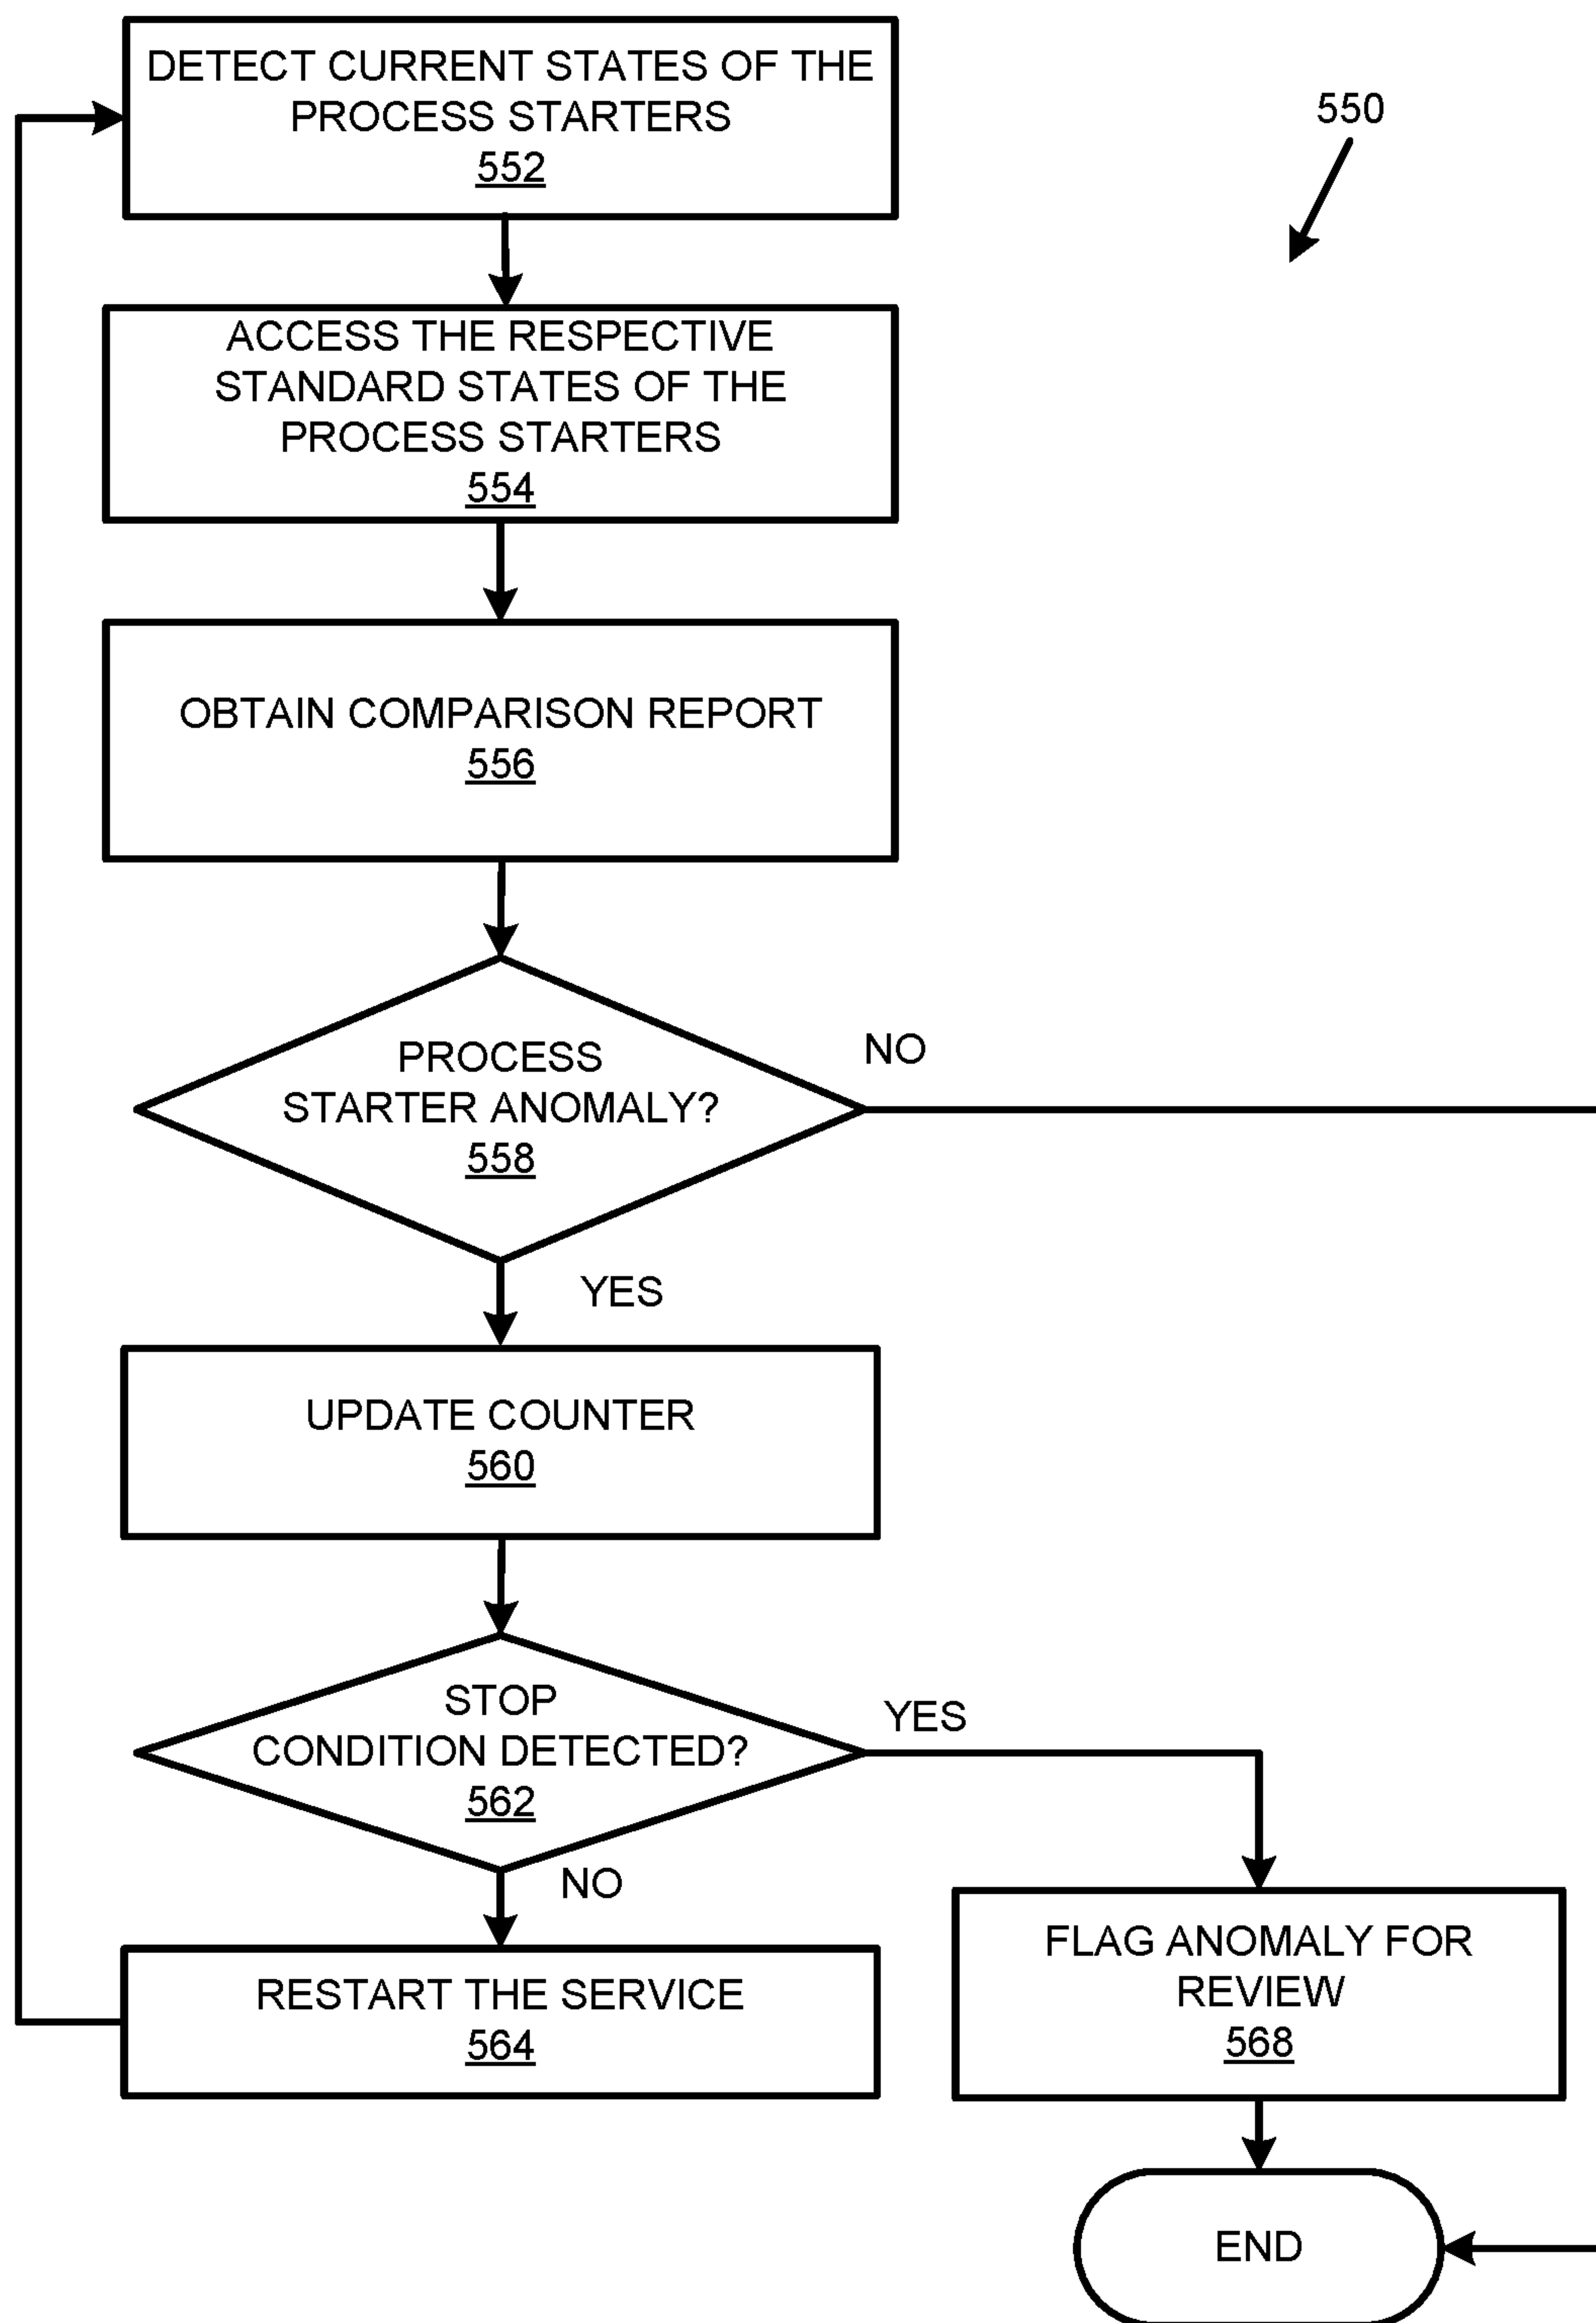 DETECT CURRENT STATES OF THE
PROCESS STARTERS
552
550
ACCESS THE RESPECTIVE
STANDARD STATES OF THE
PROCESS STARTERS
554
OBTAIN COMPARISON REPORT
556
PROCESS
STARTER ANOMALY?
558
NO
YES
UPDATE COUNTER
560
STOP
CONDITION DETECTED?
562
YES
NO
RESTART THE SERVICE
564
FLAG ANOMALY FOR
REVIEW
568
END